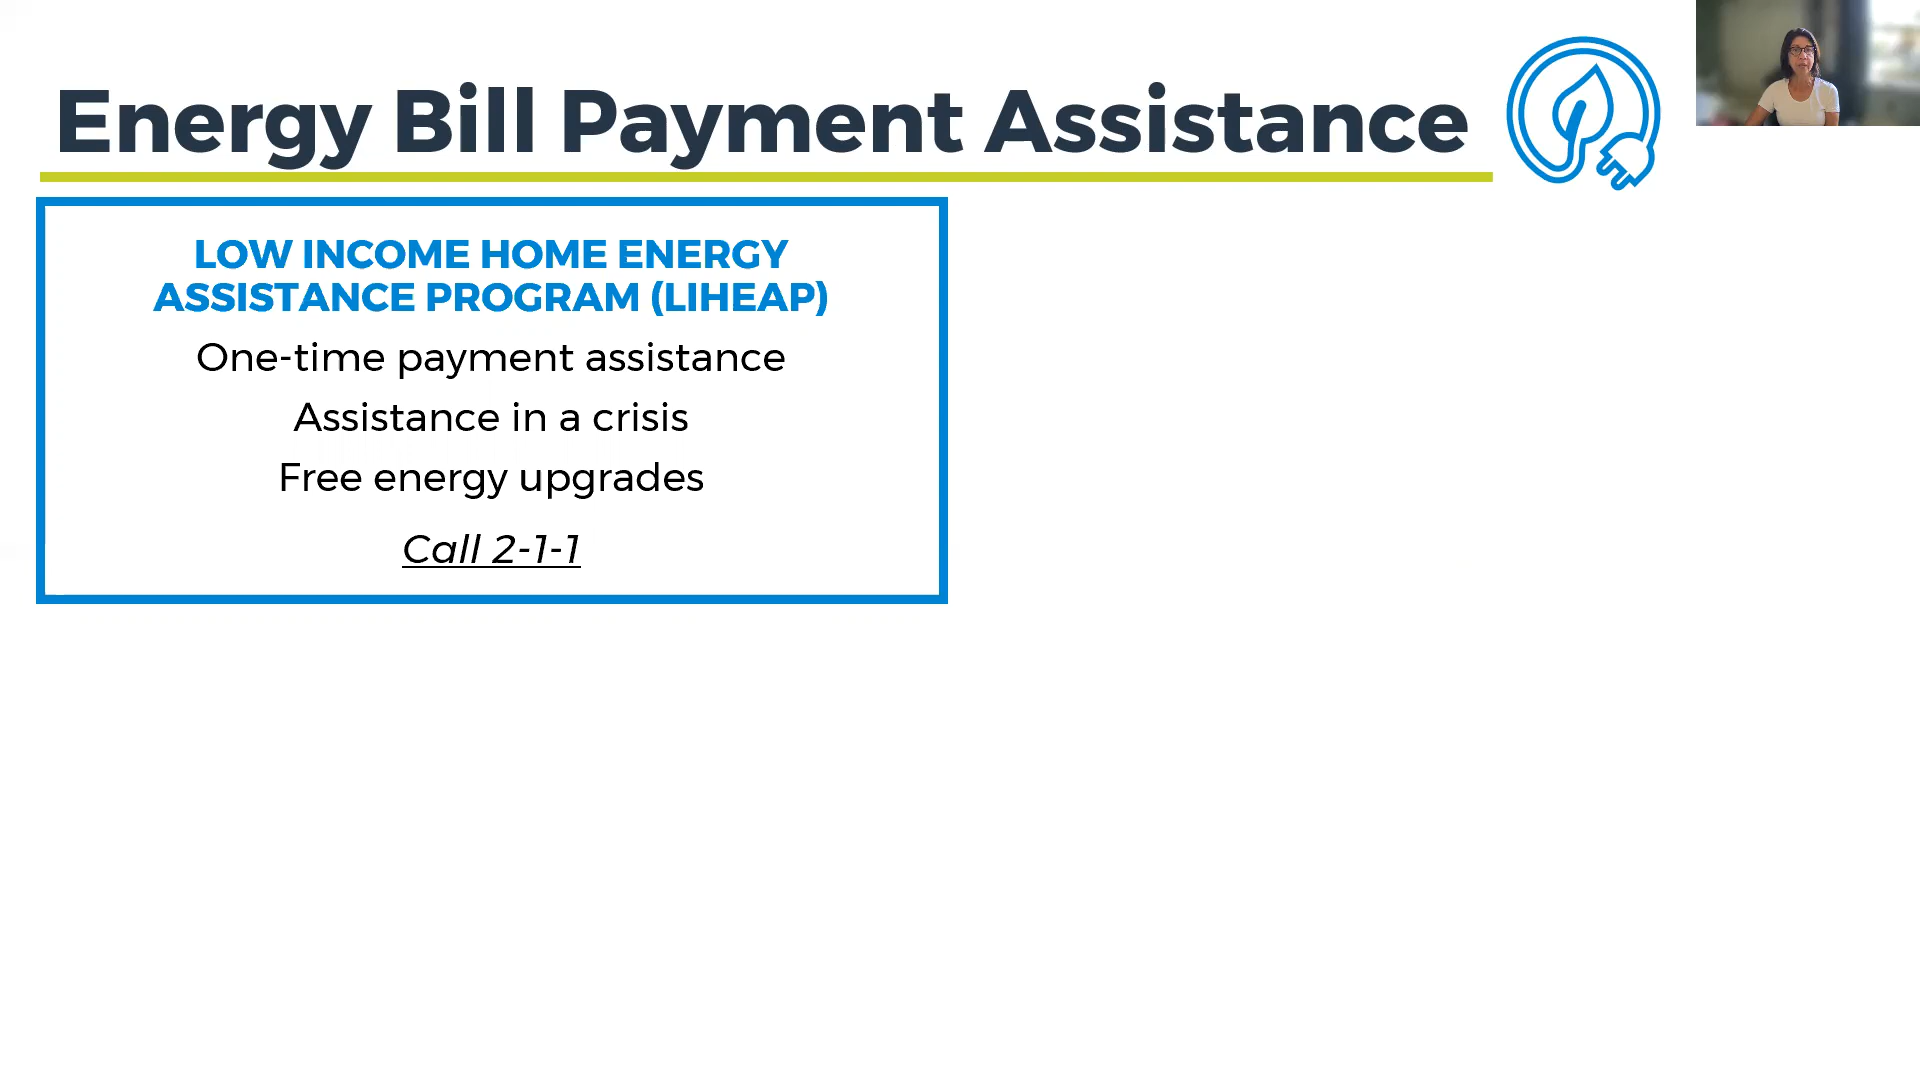 Energy Bill Payment Assistance
LOW INCOME HOME ENERGY
ASSISTANCE PROGRAM (LIHEAP)
One-time payment assistance
Assistance in a crisis
Free energy upgrades
Call 2-1-1